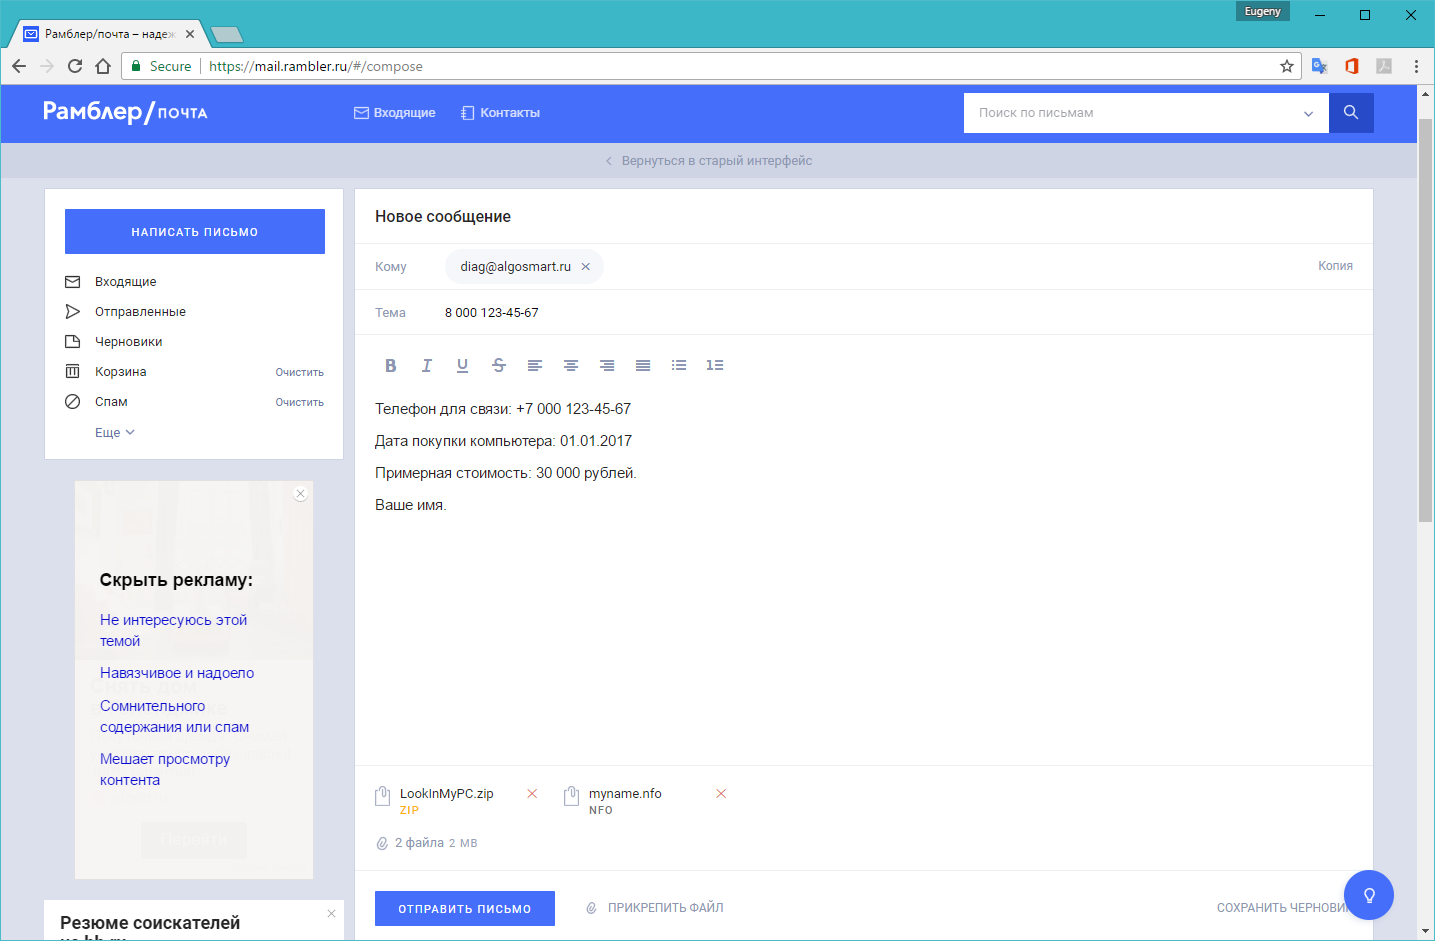 Eugeny
Рамблер/почта – надеж
Secure
https://mail.rambler.ru/#/compose
Рамблер/ПОЧТА
Входящие
Контакты
Поиск по письмам
Вернуться в старый интерфейс
НАПИСАТЬ ПИСЬМО
Входящие
Отправленные
Черновики
Корзина
Очистить
Спам
Очистить
Еще
Скрыть рекламу:
Не интересуюсь этой
темой
Навязчивое и надоело
Сомнительного
содержания или спам
Мешает просмотру
контента
Перейти
Резюме соискателей
Новое сообщение
Кому
diag@algosmart.ru
Копия
Тема
8 000 123-45-67
Телефон для связи: +7 000 123-45-67
Дата покупки компьютера: 01.01.2017
Примерная стоимость: 30 000 рублей.
Ваше имя.
LookInMyPC.zip
ZIP
myname.nfo
NFO
2 файла 2 MB
ОТПРАВИТЬ ПИСЬМО
ПРИКРЕПИТЬ ФАЙЛ
СОХРАНИТЬ ЧЕРНОВИК